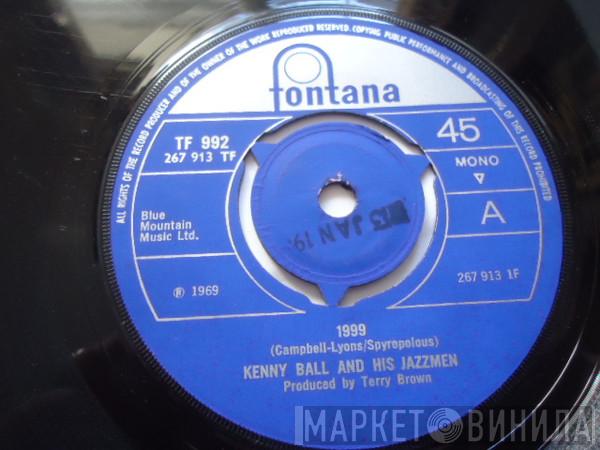 ALL RIGHTS OF THE RECORD PRODUCER AND OF THE OWNER OF THE WORK REPRODUCED RESERVED. COPYING PUBLIC PERFORMANCE AND BROADCASTING OF THIS RECORD PROHIBITED
fontana
TF 992
267 913 TF
45
MONO
A
Blue
Mountain
Music Ltd.
℗ 1969
267 913 1F
13 JAN 19
1999
(Campbell-Lyons/Spyropolous)
KENNY BALL AND HIS JAZZMEN
Produced by Terry Brown
МАРКЕТ ВИНИЛА